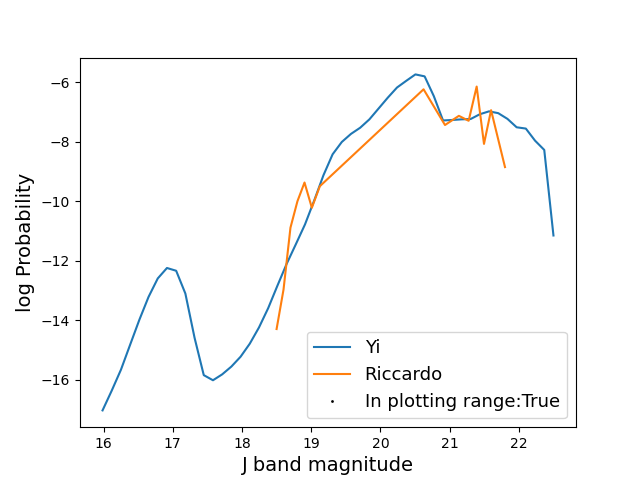 −6
−8
−10
−12
−14
−16
log Probability
Yi
Riccardo
In plotting range:True
16
17
18
19
20
21
22
J band magnitude